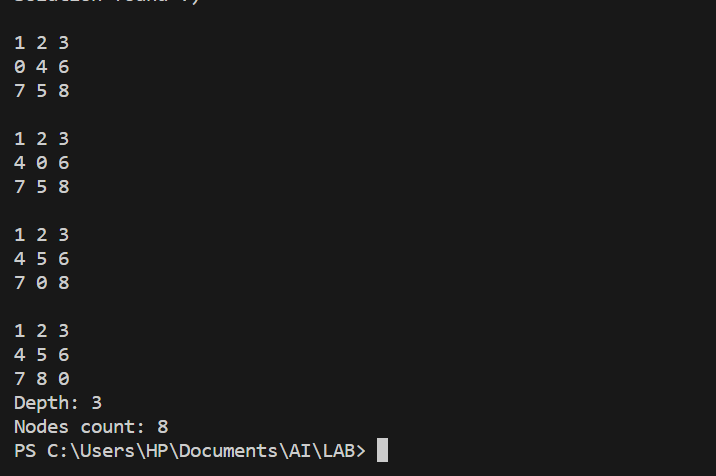 1 2 3
0 4 6
7 5 8
1 2 3
4 0 6
7 5 8
1 2 3
4 5 6
7 0 8
1 2 3
4 5 6
7 8 0
Depth: 3
Nodes count: 8
PS C:\Users\HP\Documents\AI\LAB>